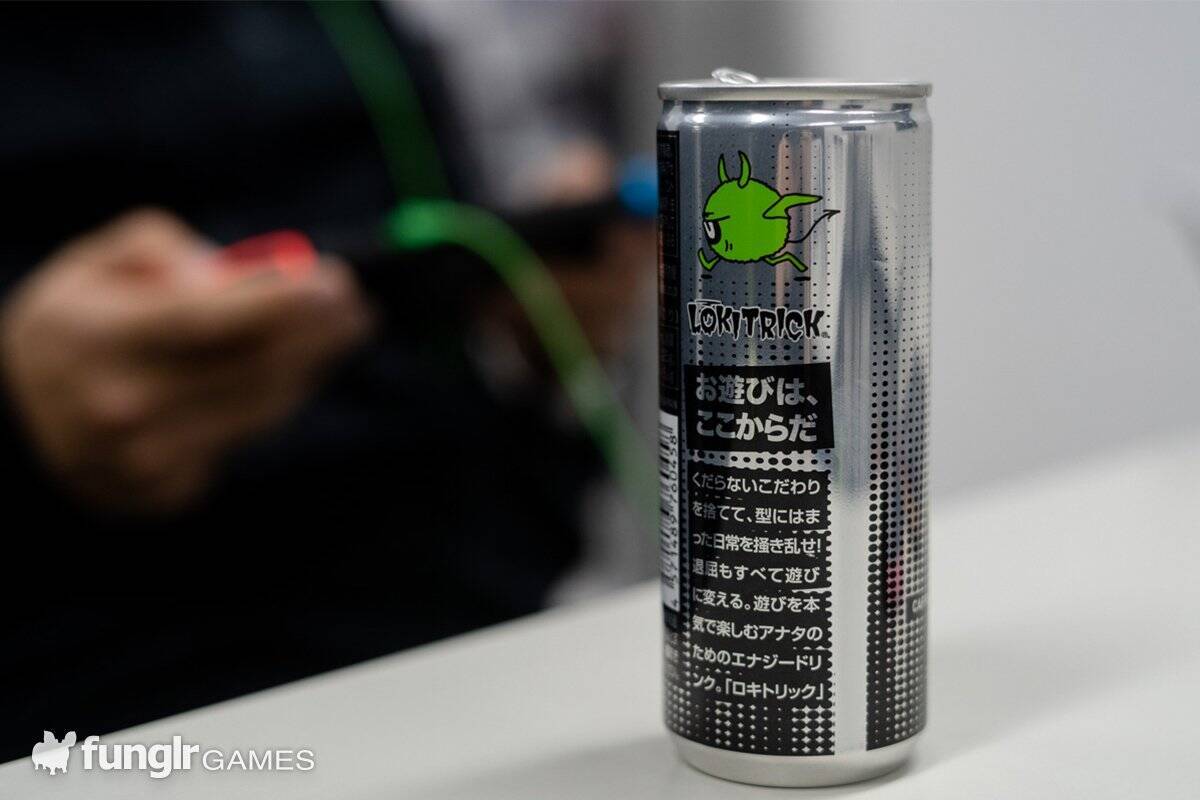 LOKITRICK
お遊びは、
ここからだ
くだらないこだわり
を捨てて、型にはま
った日常を掻き乱せ!
退屈もすべて遊び
に変える。遊びを本
気で楽しむアナタの
ためのエナジードリ
ンク。「ロキトリック」
funglr GAMES